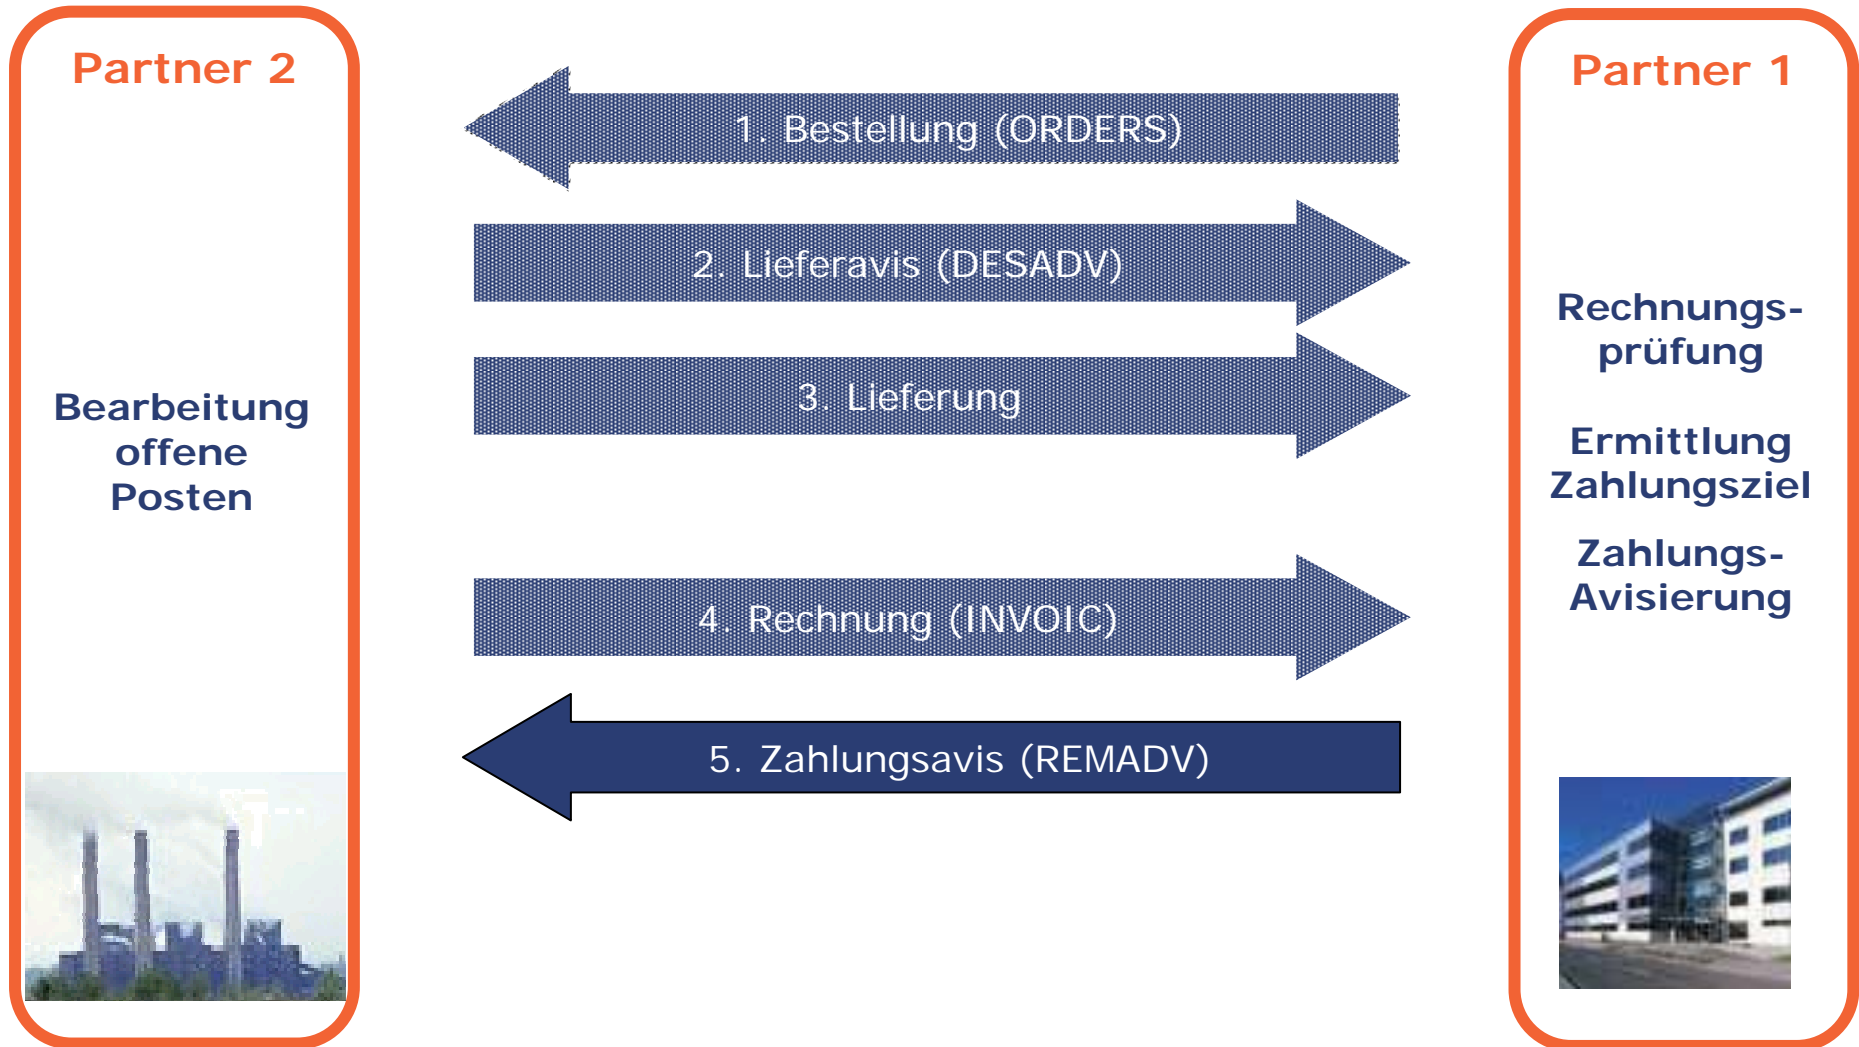 Partner 2
Bearbeitung
offene
Posten
1. Bestellung (ORDERS)
2. Lieferavis (DESADV)
3. Lieferung
4. Rechnung (INVOIC)
5. Zahlungsavis (REMADV)
Partner 1
Rechnungs-
prüfung
Ermittlung
Zahlungsziel
Zahlungs-
Avisierung